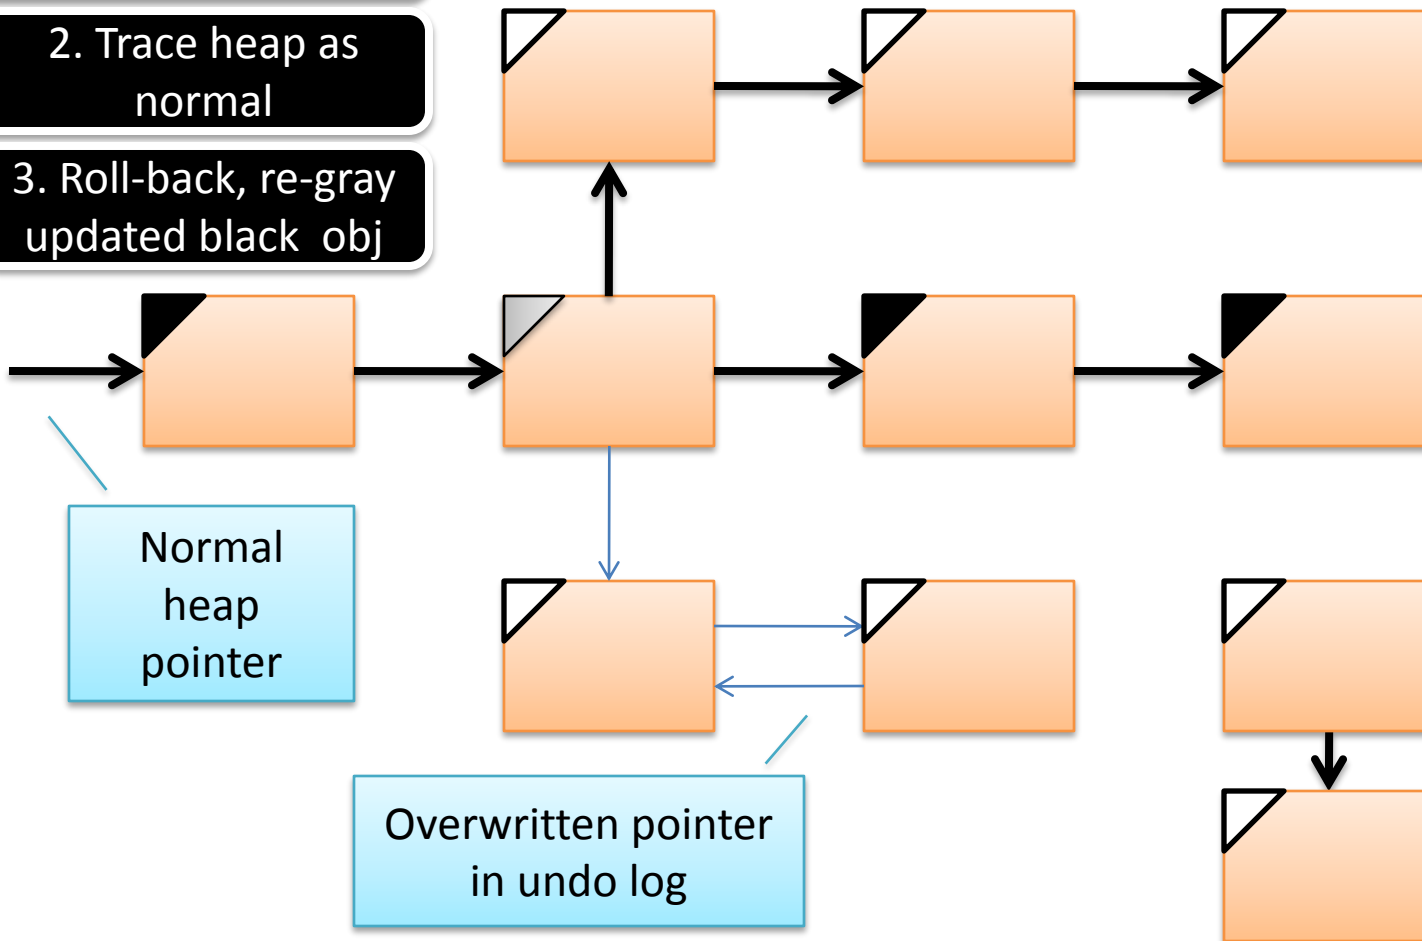 2. Trace heap as
normal
3. Roll-back, re-gray
updated black obj
Normal
heap
pointer
Overwritten pointer
in undo log